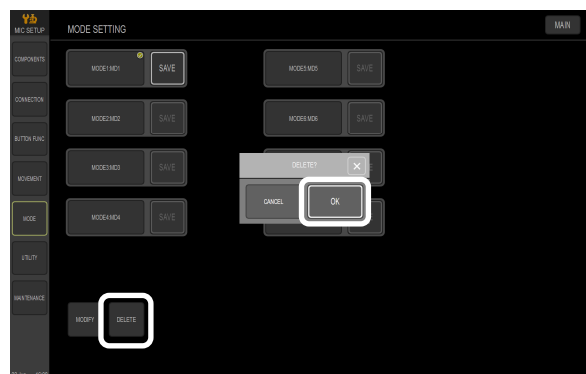 MIC SETUP
MODE SETTING
MAIN
COMPONENTS
CONNECTION
BUTTON FUNC
MOVEMENT
MODE
UTILITY
MAINTENANCE
MODE1:MD1
SAVE
MODE2:MD2
SAVE
MODE3:MD3
SAVE
MODE4:MD4
SAVE
MODE5:MD5
SAVE
MODE6:MD6
SAVE
DELETE?
CANCEL
OK
MODIFY
DELETE